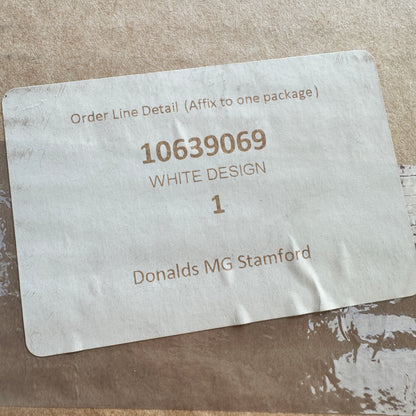 Order Line Detail (Affix to one package)
10639069
WHITE DESIGN
1
Donalds MG Stamford